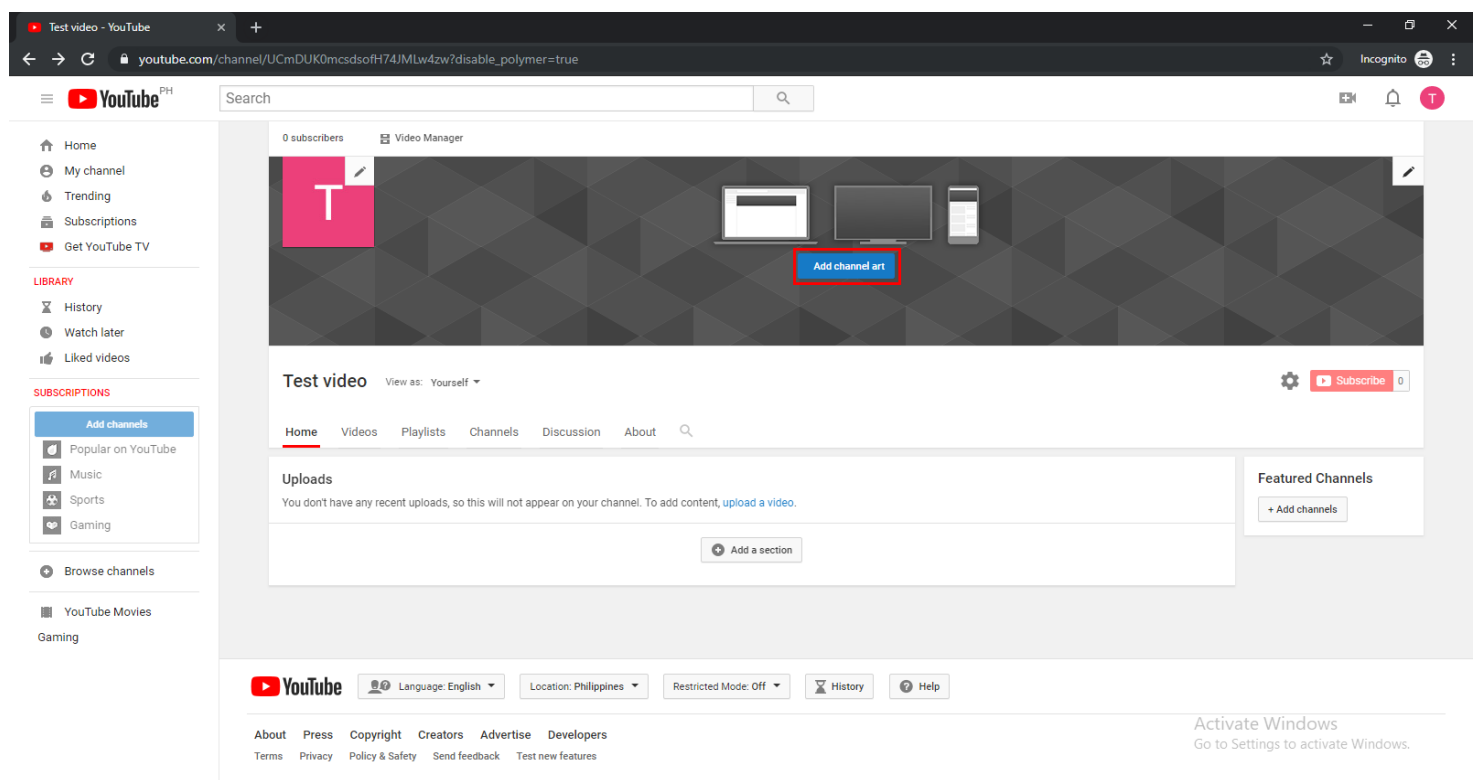 Test video - YouTube
youtube.com/channel/UCmDUK0mcsdsofH74JMLw4zw?disable_polymer=true
Incognito
YouTube PH
Search
T
Home
My channel
Trending
Subscriptions
Get YouTube TV
LIBRARY
History
Watch later
Liked videos
SUBSCRIPTIONS
Add channels
Popular on YouTube
Music
Sports
Gaming
Browse channels
YouTube Movies
Gaming
0 subscribers Video Manager
T
Add channel art
Test video View as: Yourself
Subscribe 0
Home Videos Playlists Channels Discussion About
Uploads
You don't have any recent uploads, so this will not appear on your channel. To add content, upload a video.
Add a section
Featured Channels
+ Add channels
YouTube Language: English Location: Philippines Restricted Mode: Off History Help
About Press Copyright Creators Advertise Developers
Terms Privacy Policy & Safety Send feedback Test new features
Activate Windows
Go to Settings to activate Windows.